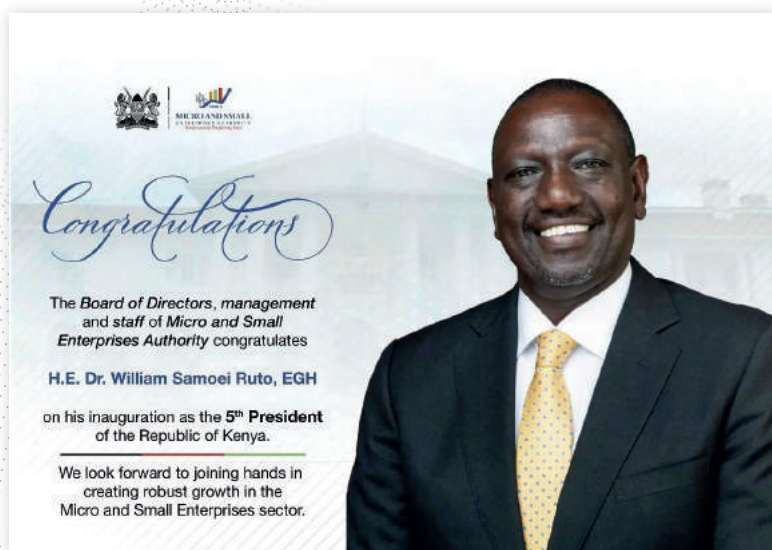 MICRO AND SMALL
ENTERPRISES AUTHORITY
Congratulations
The Board of Directors, management
and staff of Micro and Small
Enterprises Authority congratulates
H.E. Dr. William Samoei Ruto, EGH
on his inauguration as the 5th President
of the Republic of Kenya.
We look forward to joining hands in
creating robust growth in the
Micro and Small Enterprises sector.